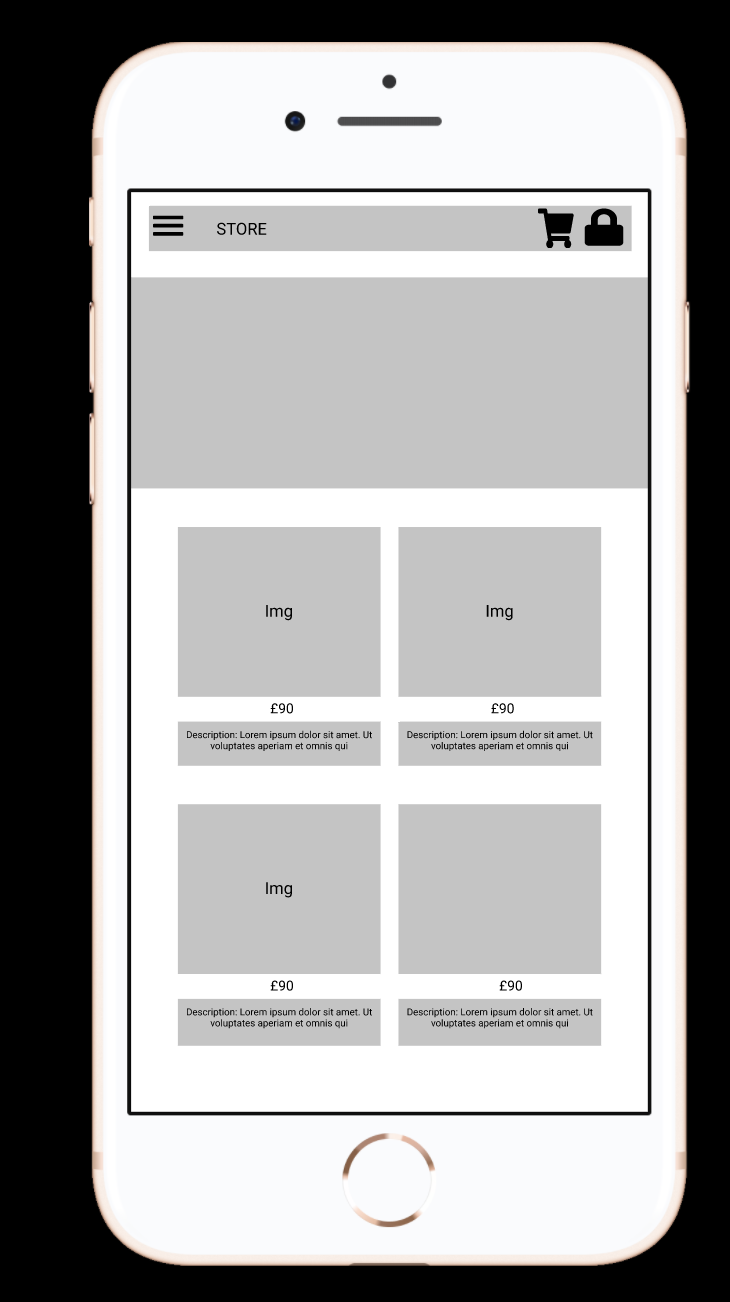 STORE
Img
Img
£90
£90
Description: Lorem ipsum dolor sit amet. Ut
voluptates aperiam et omnis qui
Description: Lorem ipsum dolor sit amet. Ut
voluptates aperiam et omnis qui
Img
£90
£90
Description: Lorem ipsum dolor sit amet. Ut
voluptates aperiam et omnis qui
Description: Lorem ipsum dolor sit amet. Ut
voluptates aperiam et omnis qui